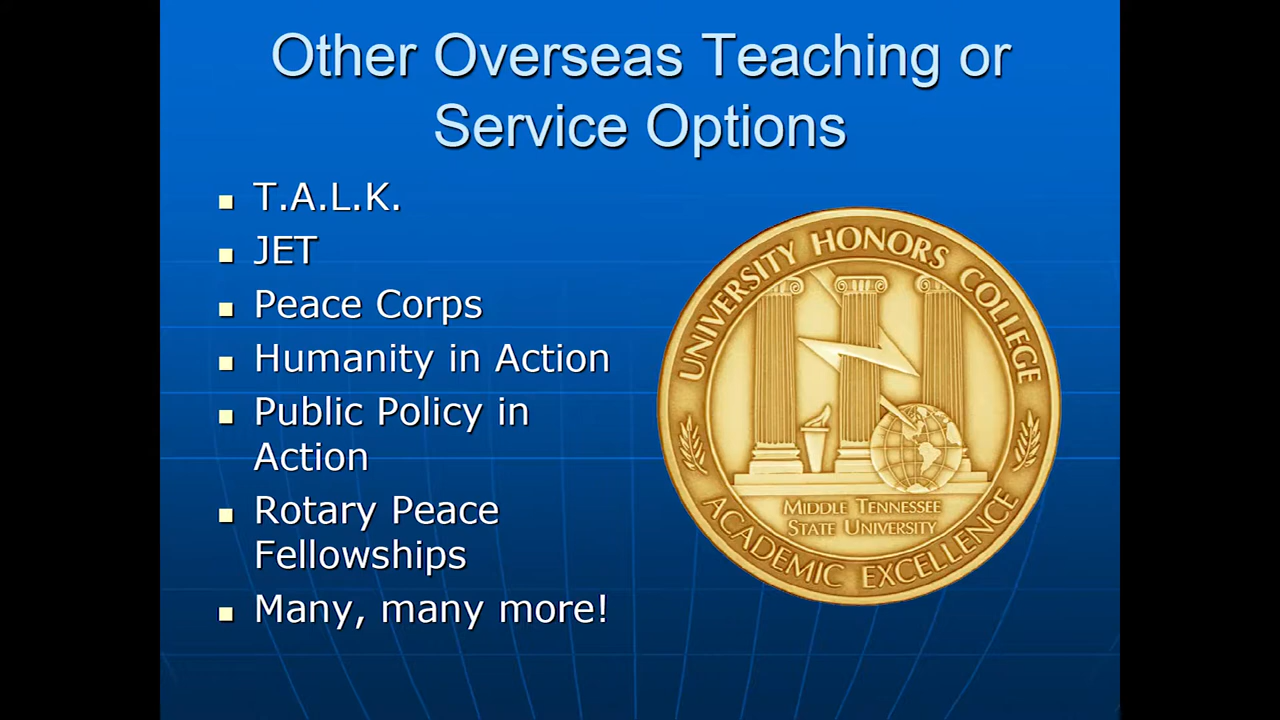 Other Overseas Teaching or
Service Options
T.A.L.K.
JET
Peace Corps
Humanity in Action
Public Policy in
Action
Rotary Peace
Fellowships
Many, many more!
UNIVERSITY HONORS COLLEGE
MIDDLE TENNESSEE
STATE UNIVERSITY
ACADEMIC EXCELLENCE